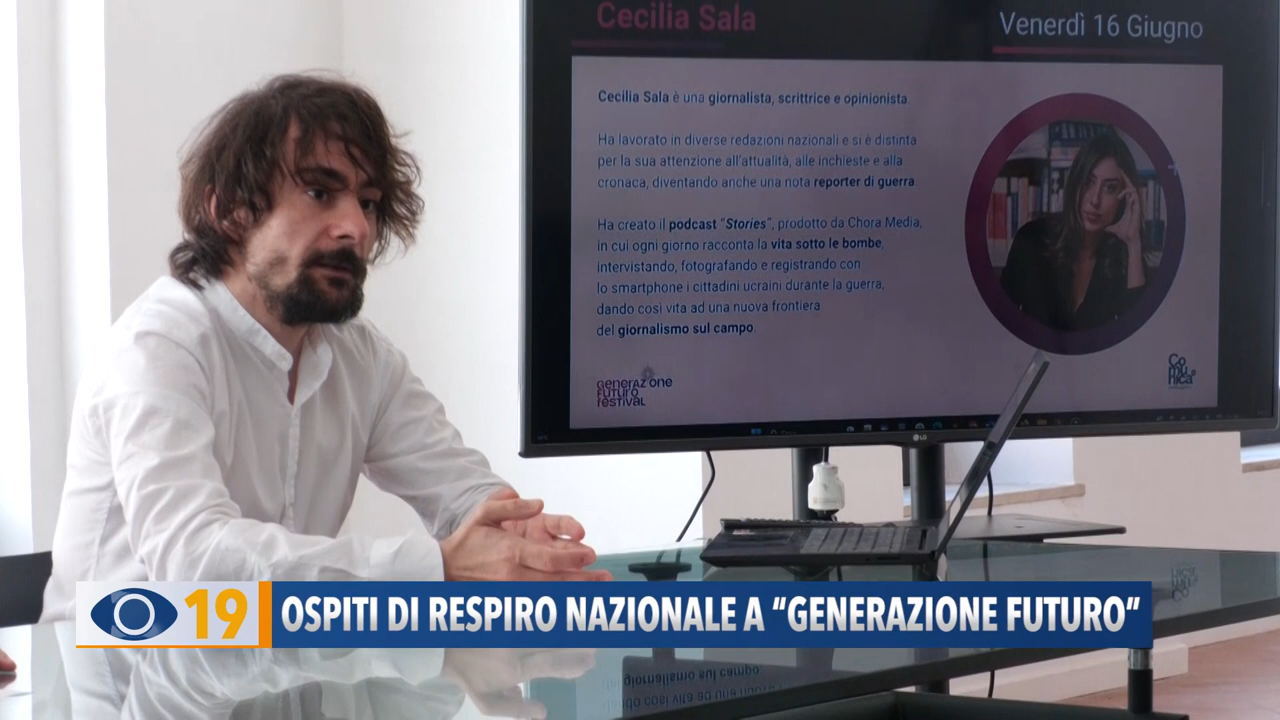 Cecilia Sala
Venerdì 16 Giugno
Cecilia Sala è una giornalista, scrittrice e opinionista.
Ha lavorato in diverse redazioni nazionali e si è distinta
per la sua attenzione all'attualità, alle inchieste e alla
cronaca, diventando anche una nota reporter di guerra.
Ha creato il podcast "Stories", prodotto da Chora Media,
in cui ogni giorno racconta la vita sotto le bombe,
intervistando, fotografando e registrando con
lo smartphone i cittadini ucraini durante la guerra,
dando così vita ad una nuova frontiera
del giornalismo sul campo.
GENERAZIONE
FUTURO
FESTIVAL
Co
mu
nica
LG
19
OSPITI DI RESPIRO NAZIONALE A “GENERAZIONE FUTURO”